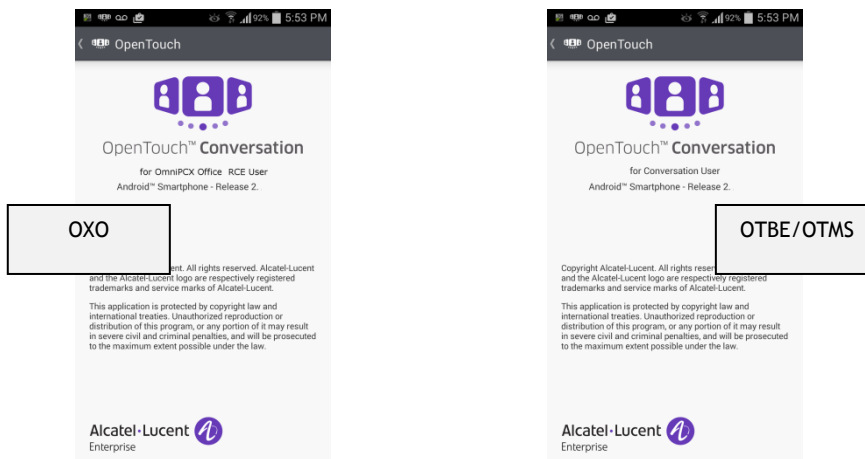 92% 5:53 PM
OpenTouch
OpenTouch™ Conversation
for OmniPCX Office RCE User
Android™ Smartphone - Release 2.
OXO
All rights reserved. Alcatel-Lucent
and the Alcatel-Lucent logo are respectively registered
trademarks and service marks of Alcatel-Lucent.
This application is protected by copyright law and
international treaties. Unauthorized reproduction or
distribution of this program, or any portion of it may result
in severe civil and criminal penalties, and will be prosecuted
to the maximum extent possible under the law.
Alcatel·Lucent
Enterprise
92% 5:53 PM
OpenTouch
OpenTouch™ Conversation
for Conversation User
Android™ Smartphone - Release 2.
OTBE/OTMS
Copyright Alcatel-Lucent. All rights
and the Alcatel-Lucent logo are respectively registered
trademarks and service marks of Alcatel-Lucent.
This application is protected by copyright law and
international treaties. Unauthorized reproduction or
distribution of this program, or any portion of it may result
in severe civil and criminal penalties, and will be prosecuted
to the maximum extent possible under the law.
Alcatel·Lucent
Enterprise